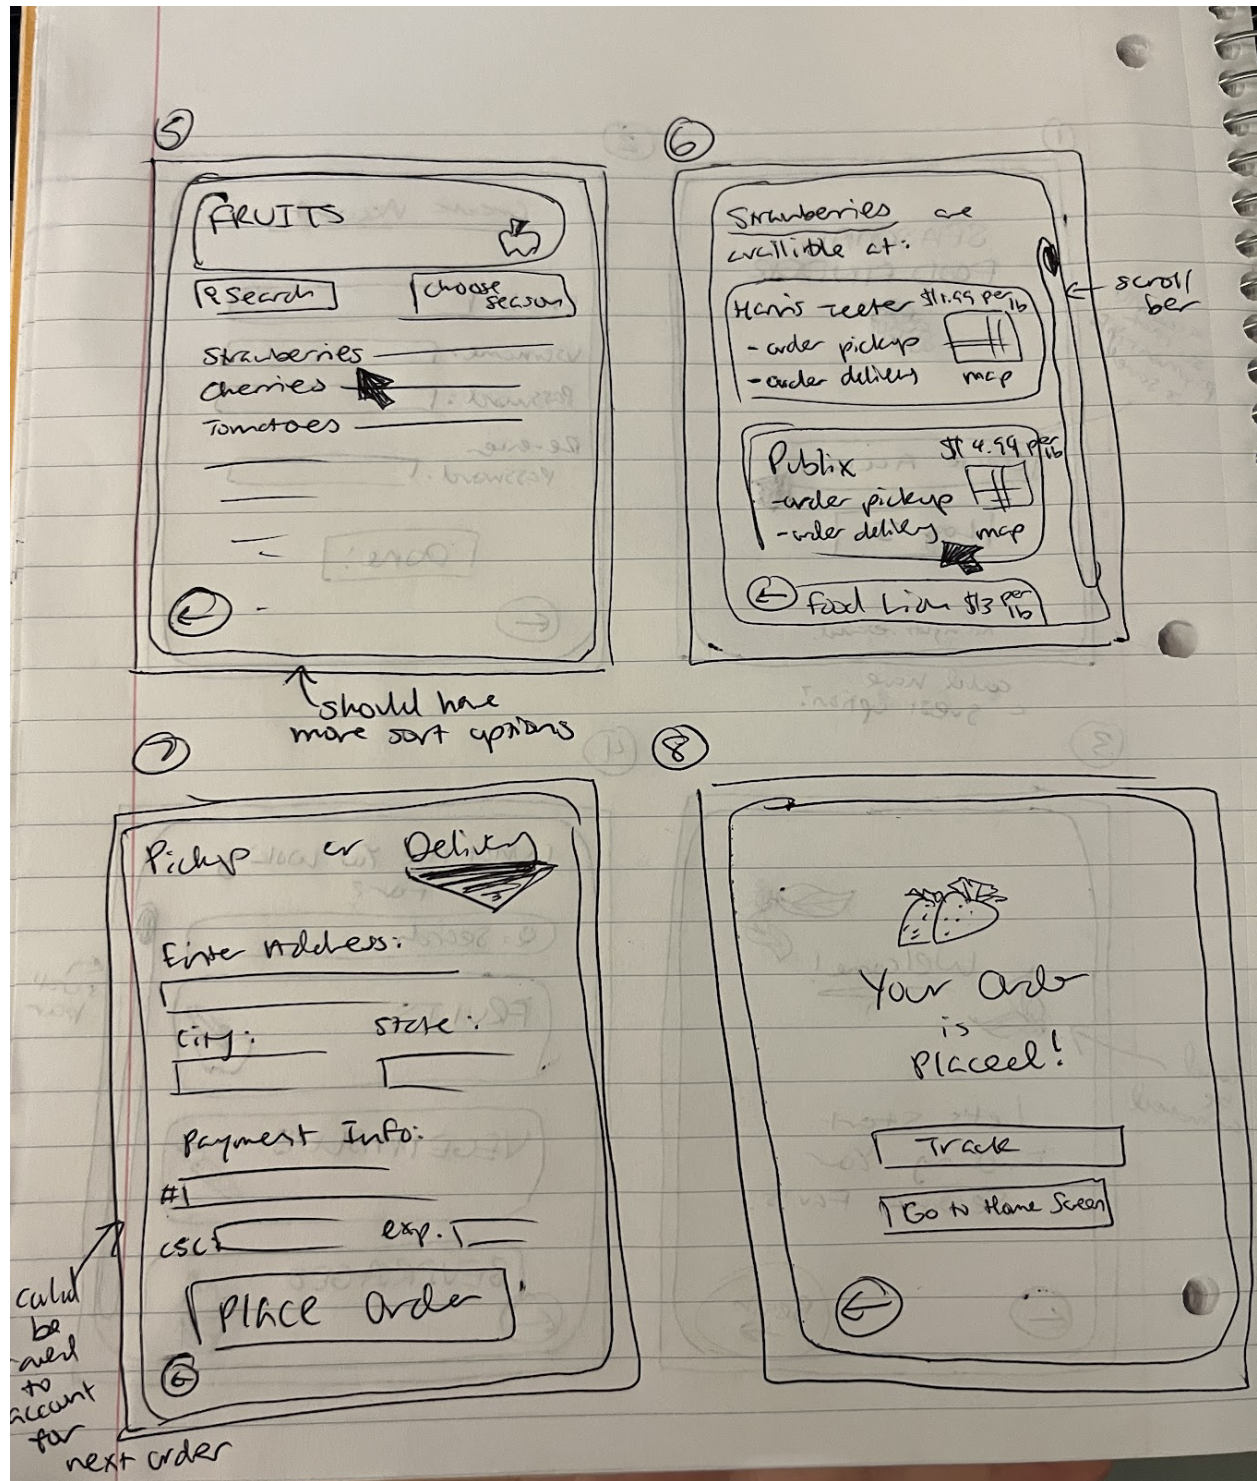 5
FRUITS
Search
choose
season
Strawberries
Cherries
Tomatoes
should have
more sort options
6
Strawberries are
availlible at:
Harris Teeter $11.99 per lb
- order pickup
- order delivery
map
Publix $14.99 per lb
- order pickup
- order delivery
map
Food Lion $13 per lb
scroll
bar
7
Pickup or Delivery
Enter Address:
City: State:
Payment Info:
#
CSC exp.
Place Order
could
be
to
account
for
next order
8
Your Order
is
Placed!
Track
Go to Home Screen